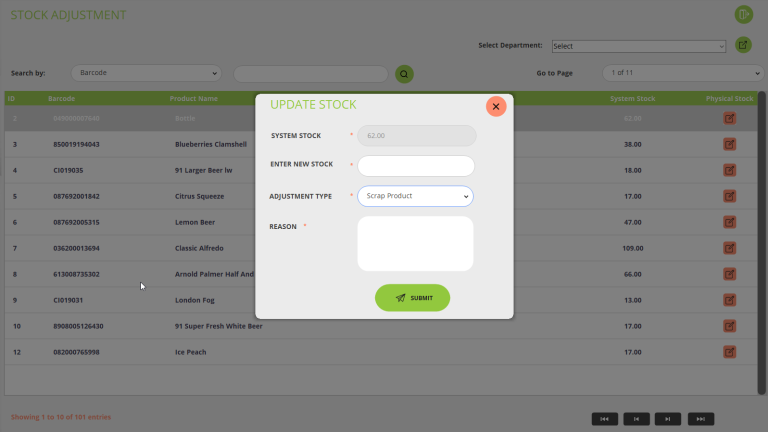 STOCK ADJUSTMENT
Select Department: Select
Search by: Barcode Go to Page 1 of 11
ID Barcode Product Name System Stock Physical Stock
2 Bottle 62.00
3 850019194043 Blueberries Clamshell 38.00
4 CI019035 91 Larger Beer lw 18.00
5 087692001842 Citrus Squeeze 17.00
6 087692005315 Lemon Beer 47.00
7 036200013694 Classic Alfredo 109.00
8 613008735302 Arnold Palmer Half And 66.00
9 CI019031 London Fog 13.00
10 8908005126430 91 Super Fresh White Beer 17.00
12 082000765998 Ice Peach 17.00
Showing 1 to 10 of 101 entries
UPDATE STOCK
SYSTEM STOCK * 62.00
ENTER NEW STOCK *
ADJUSTMENT TYPE * Scrap Product
REASON *
SUBMIT